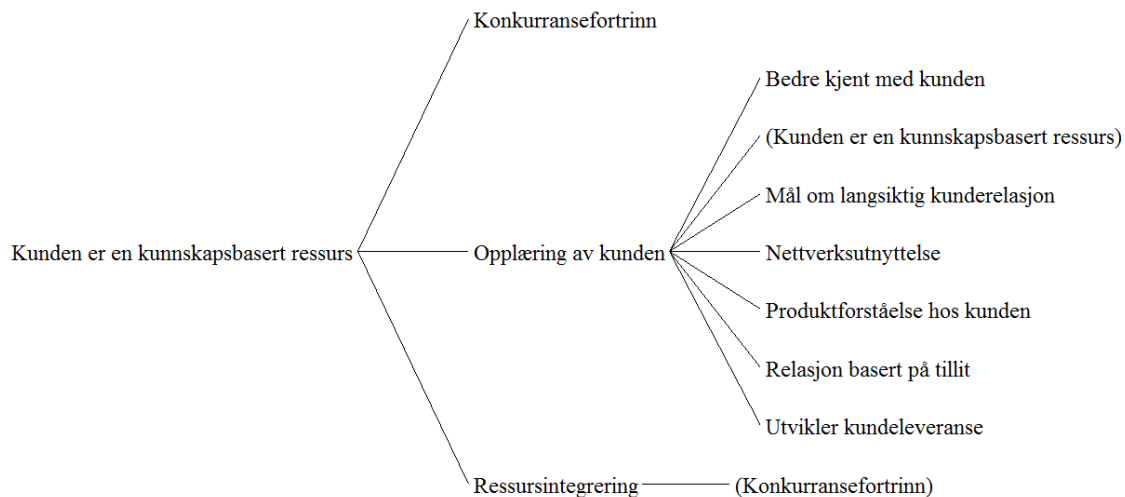 Konkurransefortrinn
Bedre kjent med kunden
(Kunden er en kunnskapsbasert ressurs)
Mål om langsiktig kunderelasjon
Kunden er en kunnskapsbasert ressurs
Opplæring av kunden
Nettverksutnyttelse
Produktforståelse hos kunden
Relasjon basert på tillit
Utvikler kundeleveranse
Ressursintegrering
(Konkurransefortrinn)